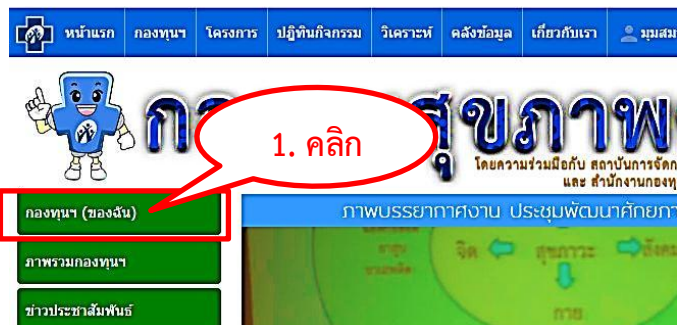 หน้าแรก กองทุนฯ โครงการ ปฏิทินกิจกรรม วิเคราะห์ คลังข้อมูล เกี่ยวกับเรา มุมสม
สุขภาพ
1. คลิก
โดยความร่วมมือกับ สถาบันการจัดก
และ สำนักงานกองทุ
กองทุนฯ (ของฉัน)
ภาพบรรยากาศงาน ประชุมพัฒนาศักยภา
ภาพรวมกองทุนฯ
จิต สุขภาวะ สังคม
กาย
ข่าวประชาสัมพันธ์